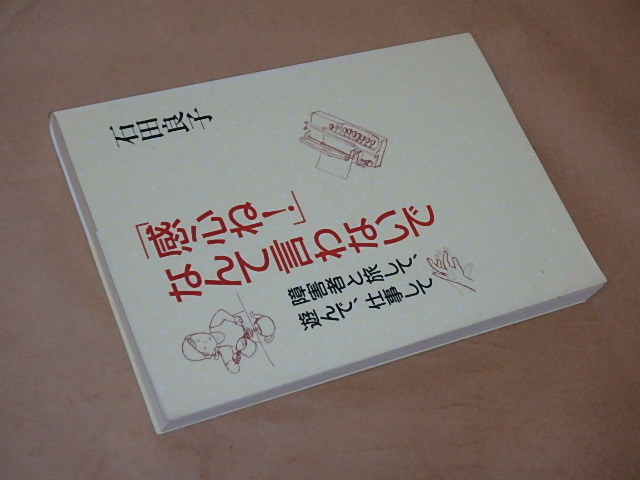 「感心ね!」
なんて言わないで
障害者と旅して、
遊んで、仕事して
石田良子